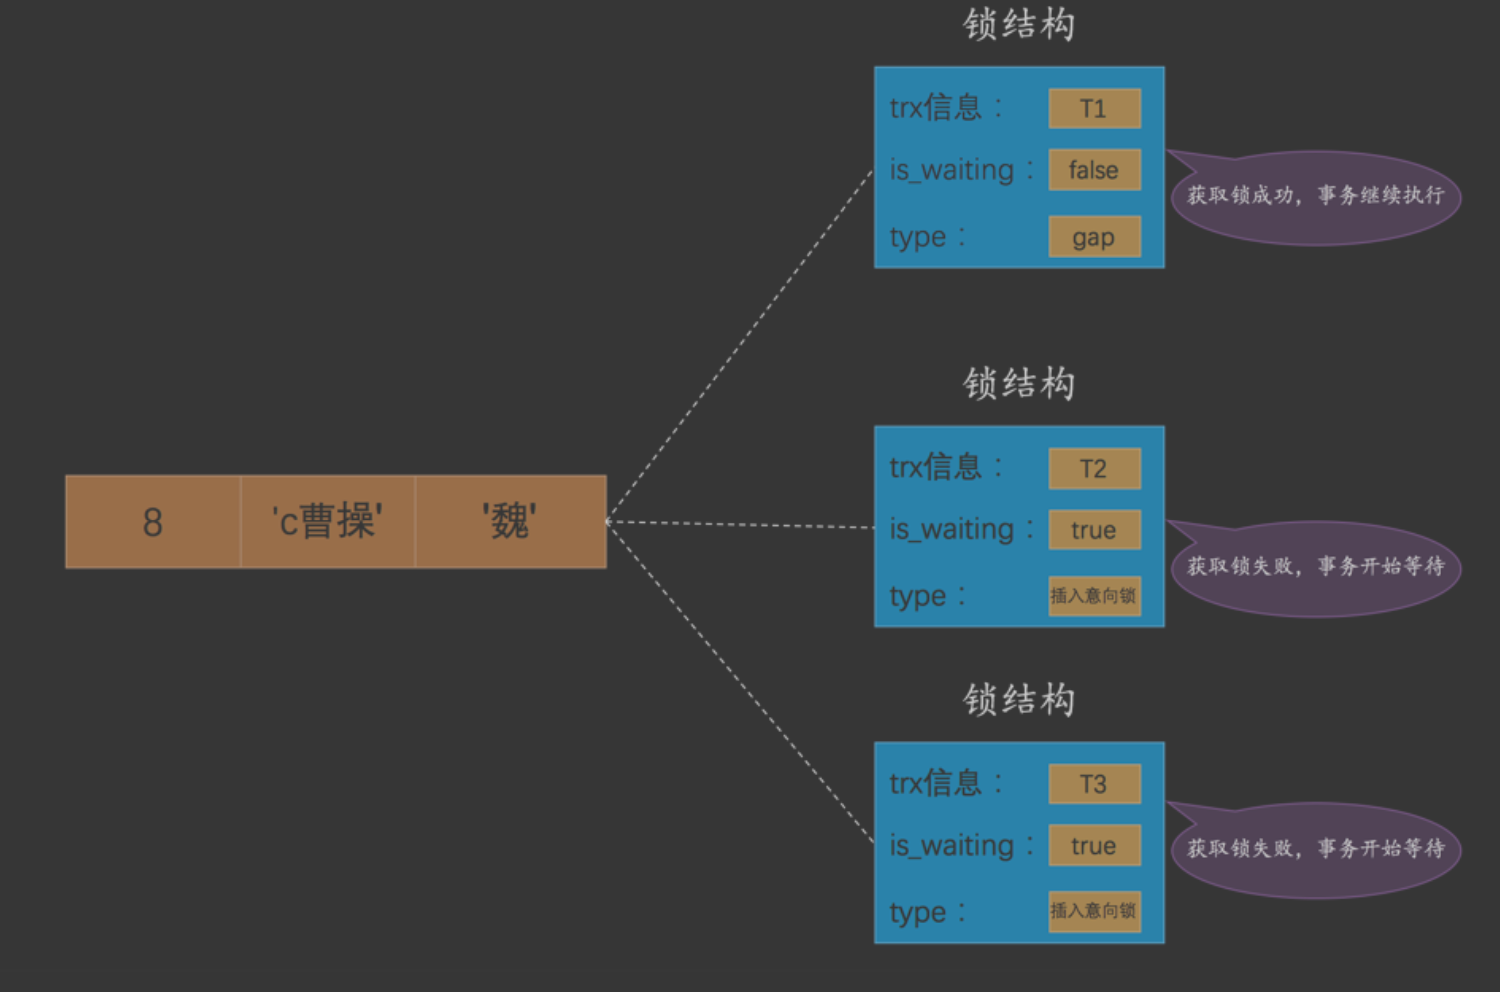 锁结构
trx信息： T1
is_waiting： false
获取锁成功，事务继续执行
type： gap
锁结构
trx信息： T2
8 'c曹操' '魏'
is_waiting： true
获取锁失败，事务开始等待
type： 插入意向锁
锁结构
trx信息： T3
is_waiting： true
获取锁失败，事务开始等待
type： 插入意向锁